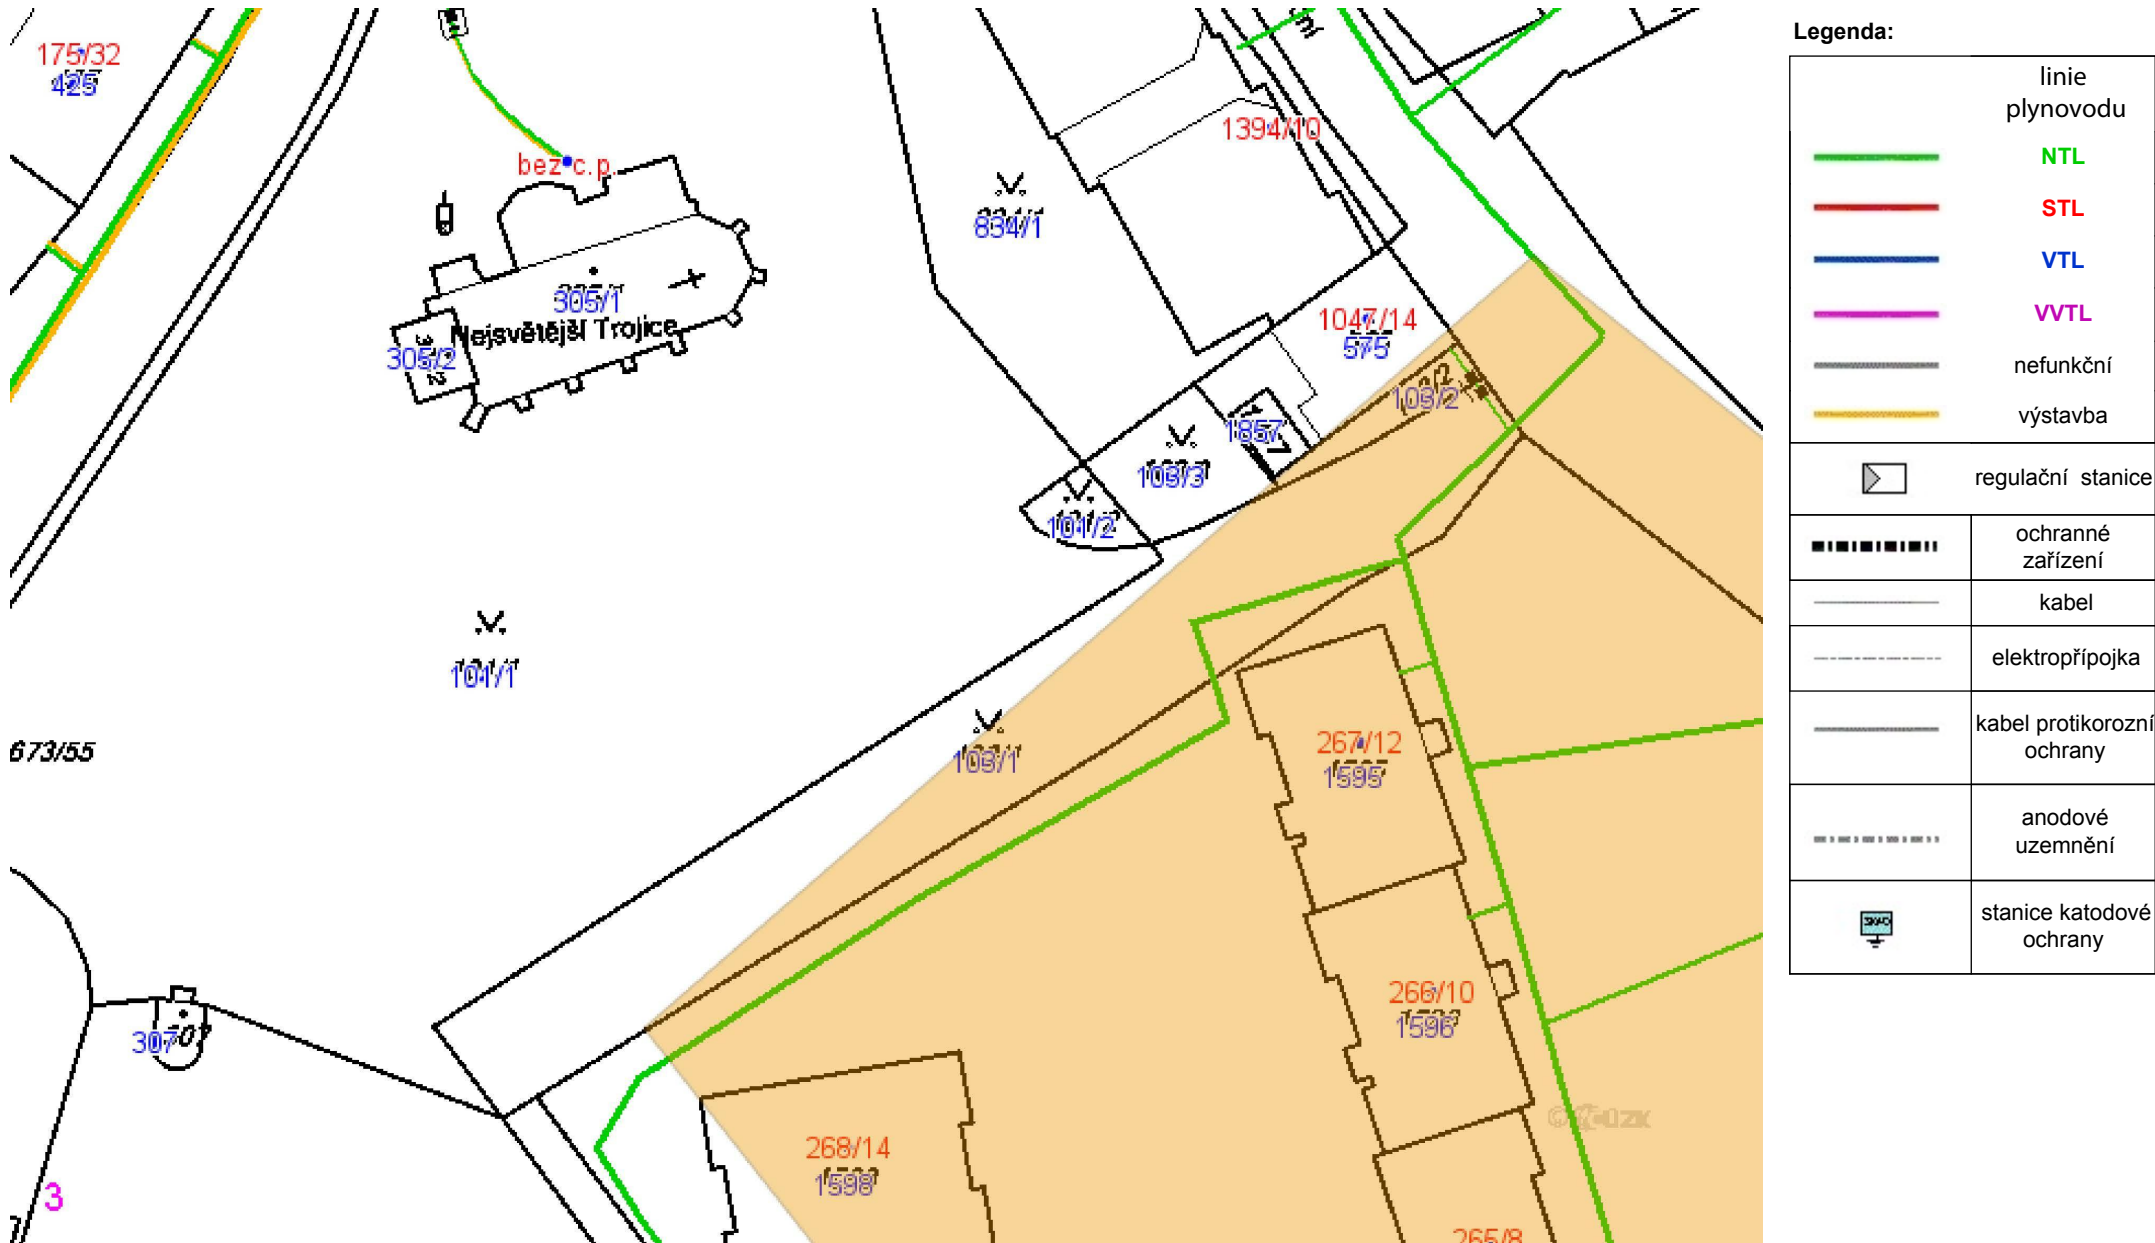 175/32
425
bez c.p.
305/1
Nejsvětější Trojice
305/2
834/1
1394/10
1047/14
575
103/2
1857
103/3
101/2
101/1
103/1
673/55
267/12
1595
266/10
1596
307
268/14
1598
265/8
3
Legenda:
linie
plynovodu
NTL
STL
VTL
VVTL
nefunkční
výstavba
regulační stanice
ochranné
zařízení
kabel
elektropřípojka
kabel protikorozní
ochrany
anodové
uzemnění
stanice katodové
ochrany